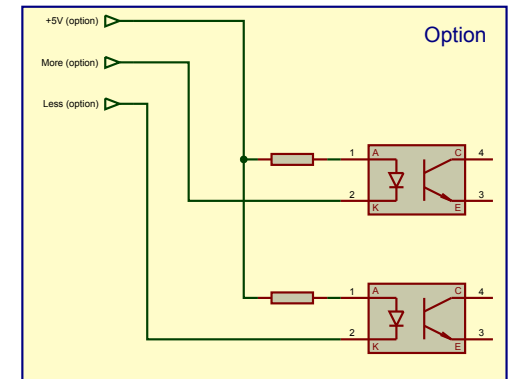 +5V (option)
Option
More (option)
Less (option)
1 A C 4
2 K E 3
1 A C 4
2 K E 3